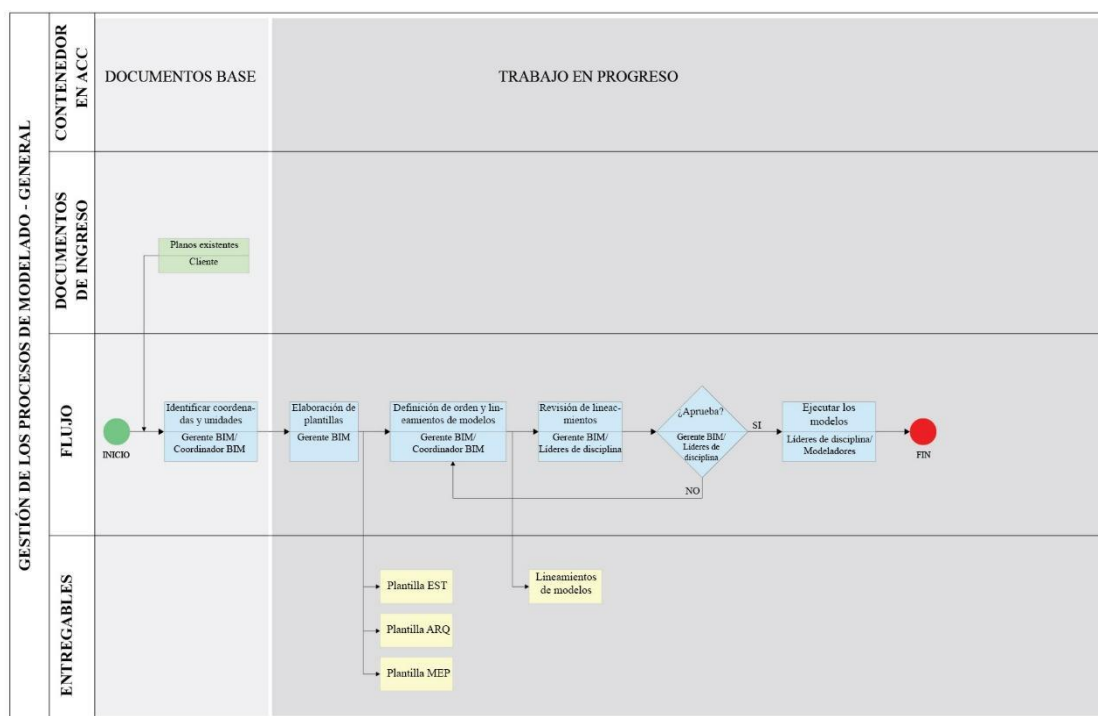 GESTIÓN DE LOS PROCESOS DE MODELADO - GENERAL
CONTENEDOR
EN ACC
DOCUMENTOS BASE
TRABAJO EN PROGRESO
DOCUMENTOS
DE INGRESO
Planos existentes
Cliente
FLUJO
INICIO
Identificar coordena-
das y unidades
Gerente BIM/
Coordinador BIM
Elaboración de
plantillas
Gerente BIM
Definición de orden y lin-
eamientos de modelos
Gerente BIM/
Coordinador BIM
Revisión de lineac-
mientos
Gerente BIM/
Líderes de disciplina
¿Aprueba?
Gerente BIM/
Líderes de
disciplina
SI
NO
Ejecutar los
modelos
Líderes de disciplina/
Modeladores
FIN
ENTREGABLES
Plantilla EST
Plantilla ARQ
Plantilla MEP
Lineamientos
de modelos